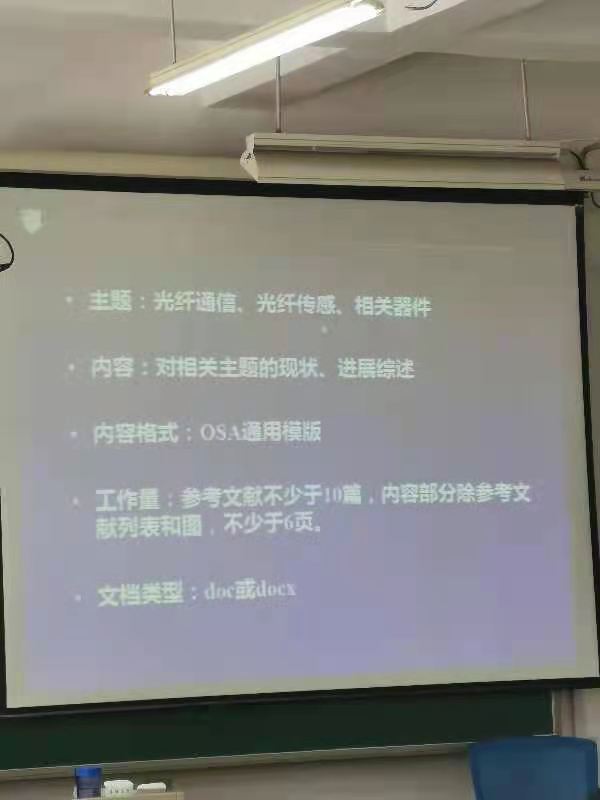 • 主题：光纤通信、光纤传感、相关器件
• 内容：对相关主题的现状、进展综述
• 内容格式：OSA通用模版
• 工作量：参考文献不少于10篇，内容部分除参考文
献列表和图，不少于6页。
• 文档类型：doc或docx